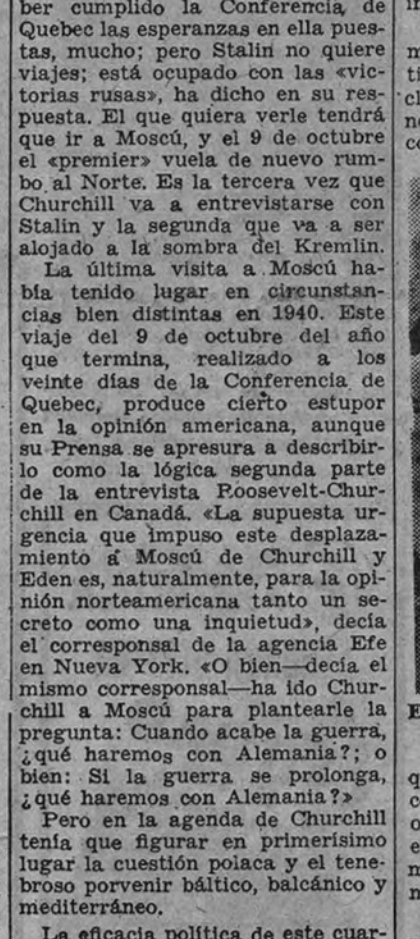 ber cumplido la Conferencia de
Quebec las esperanzas en ella pues-
tas, mucho; pero Stalin no quiere
viajes; está ocupado con las «vic-
torias rusas», ha dicho en su res-
puesta. El que quiera verle tendrá
que ir a Moscú, y el 9 de octubre
el «premier» vuela de nuevo rum-
bo al Norte. Es la tercera vez que
Churchill va a entrevistarse con
Stalin y la segunda que va a ser
alojado a la sombra del Kremlin.
La última visita a Moscú ha-
bía tenido lugar en circunstan-
cias bien distintas en 1940. Este
viaje del 9 de octubre del año
que termina, realizado a los
veinte días de la Conferencia de
Quebec, produce cierto estupor
en la opinión americana, aunque
su Prensa se apresura a describir-
lo como la lógica segunda parte
de la entrevista Roosevelt-Chur-
chill en Canadá. «La supuesta ur-
gencia que impuso este desplaza-
miento a Moscú de Churchill y
Eden es, naturalmente, para la opi-
nión norteamericana tanto un se-
creto como una inquietud», decía
el corresponsal de la agencia Efe
en Nueva York. «O bien—decía el
mismo corresponsal—ha ido Chur-
chill a Moscú para plantearle la
pregunta: Cuando acabe la guerra,
¿qué haremos con Alemania?; o
bien: Si la guerra se prolonga,
¿qué haremos con Alemania?»
Pero en la agenda de Churchill
tenía que figurar en primerísimo
lugar la cuestión polaca y el tene-
broso porvenir báltico, balcánico y
mediterráneo.
La eficacia política de este cuar-